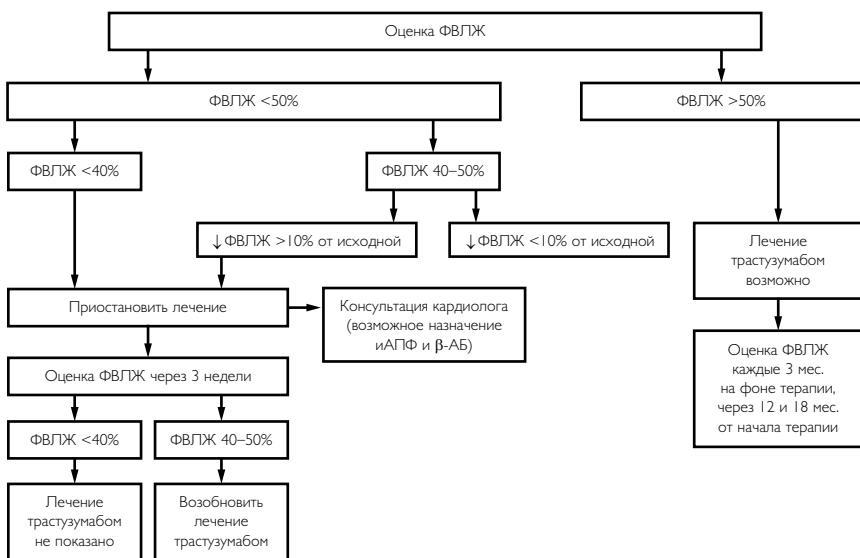 Оценка ФВЛЖ
ФВЛЖ <50%
ФВЛЖ >50%
ФВЛЖ <40%
ФВЛЖ 40–50%
↓ФВЛЖ >10% от исходной
↓ФВЛЖ <10% от исходной
Лечение
трастузумабом
возможно
Приостановить лечение
Консультация кардиолога
(возможное назначение
иАПФ и β-АБ)
Оценка ФВЛЖ
каждые 3 мес.
на фоне терапии,
через 12 и 18 мес.
от начала терапии
Оценка ФВЛЖ через 3 недели
ФВЛЖ <40%
ФВЛЖ 40–50%
Лечение
трастузумабом
не показано
Возобновить
лечение
трастузумабом